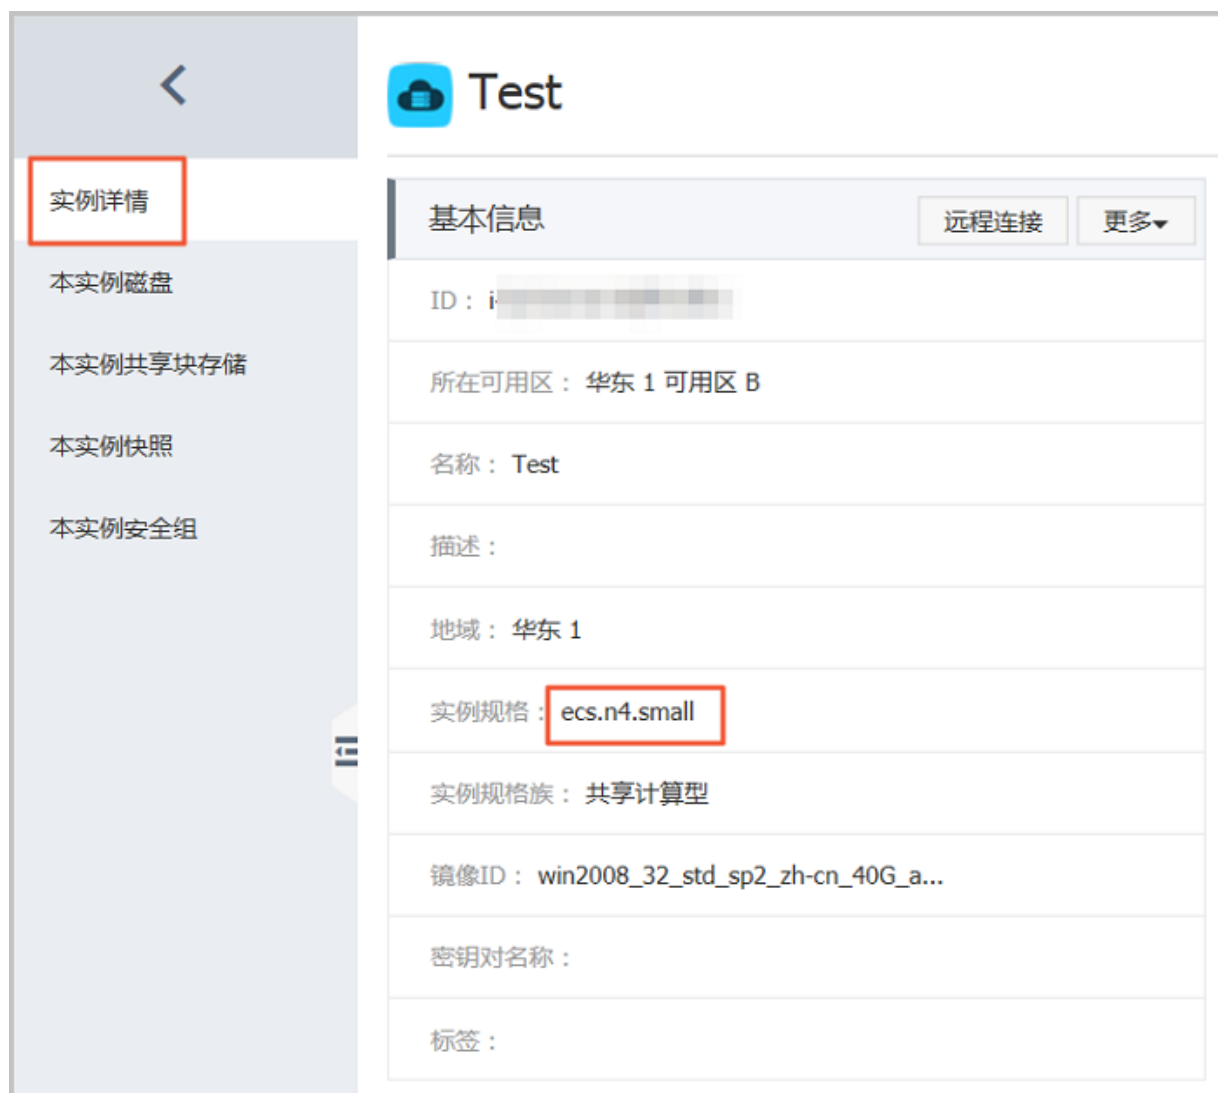 Test
实例详情
本实例磁盘
本实例共享块存储
本实例快照
本实例安全组
基本信息
远程连接
更多
ID： i-
所在可用区： 华东 1 可用区 B
名称： Test
描述：
地域： 华东 1
实例规格： ecs.n4.small
实例规格族： 共享计算型
镜像ID： win2008_32_std_sp2_zh-cn_40G_a...
密钥对名称：
标签：